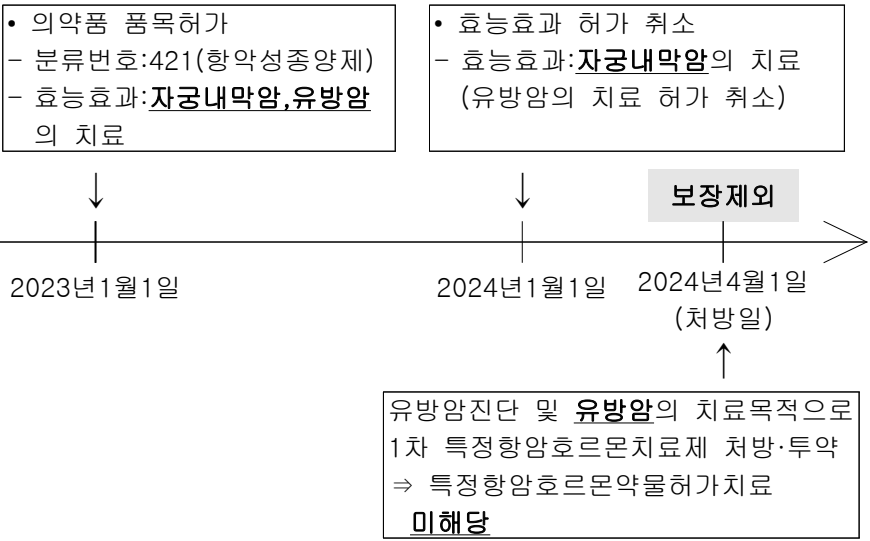 • 의약품 품목허가
- 분류번호:421(항악성종양제)
- 효능효과:자궁내막암,유방암
의 치료
• 효능효과 허가 취소
- 효능효과:자궁내막암의 치료
(유방암의 치료 허가 취소)
보장제외
2023년1월1일
2024년1월1일
2024년4월1일
(처방일)
유방암진단 및 유방암의 치료목적으로
1차 특정항암호르몬치료제 처방·투약
⇒ 특정항암호르몬약물허가치료
미해당